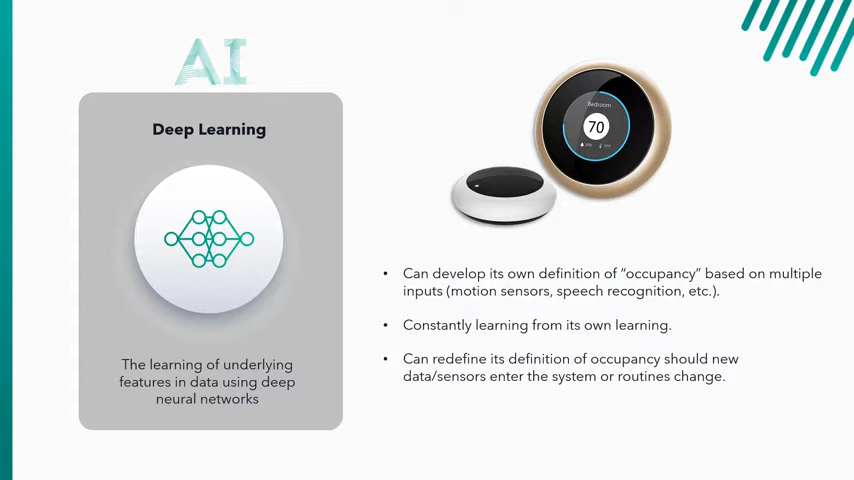 AI
Deep Learning
The learning of underlying
features in data using deep
neural networks
Bedroom
70
• Can develop its own definition of “occupancy” based on multiple
inputs (motion sensors, speech recognition, etc.).
• Constantly learning from its own learning.
• Can redefine its definition of occupancy should new
data/sensors enter the system or routines change.